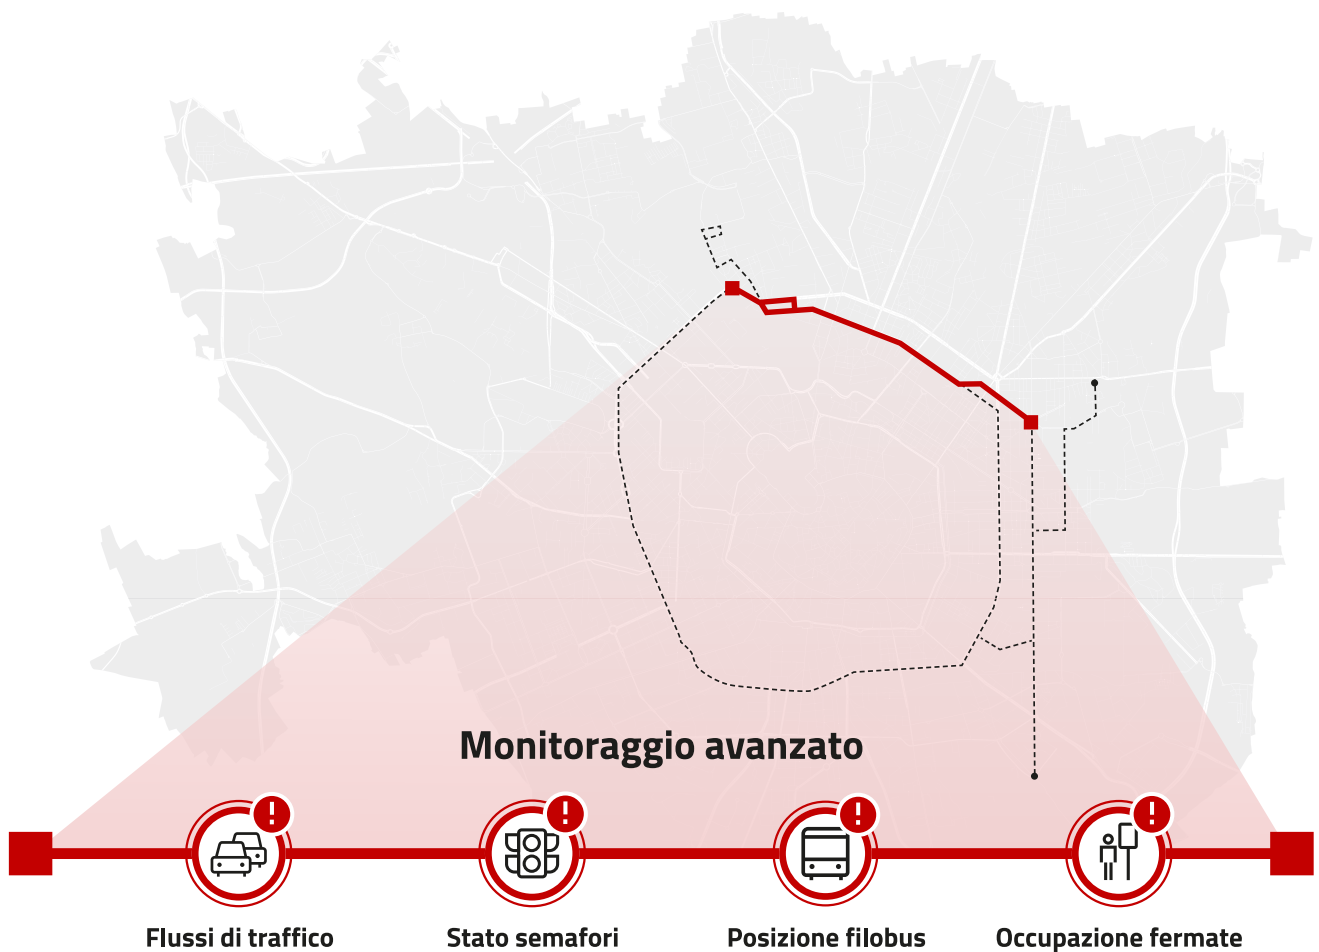 Monitoraggio avanzato
!
!
!
!
Flussi di traffico
Stato semafori
Posizione filobus
Occupazione fermate